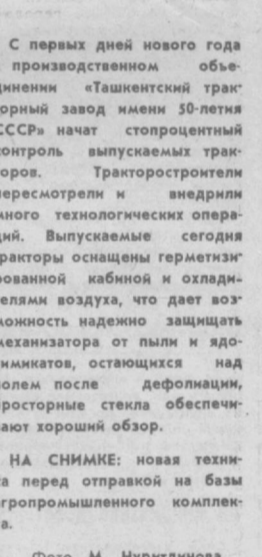 С первых дней нового года
производственном объе-
динении «Ташкентский трак-
торный завод имени 50-летия
СССР» начат стопроцентный
контроль выпускаемых трак-
торов. Тракторостроители
пересмотрели и внедрили
много технологических опера-
ций. Выпускаемые сегодня
тракторы оснащены герметизи-
рованной кабиной и охлади-
телями воздуха, что дает воз-
можность надежно защищать
механизатора от пыли и ядо-
химикатов, остающихся над
полем после дефолиации,
просторные стекла обеспечи-
вают хороший обзор.
НА СНИМКЕ: новая техни-
ка перед отправкой на базы
агропромышленного комплек-
са.
Фото М. Нуритдинова